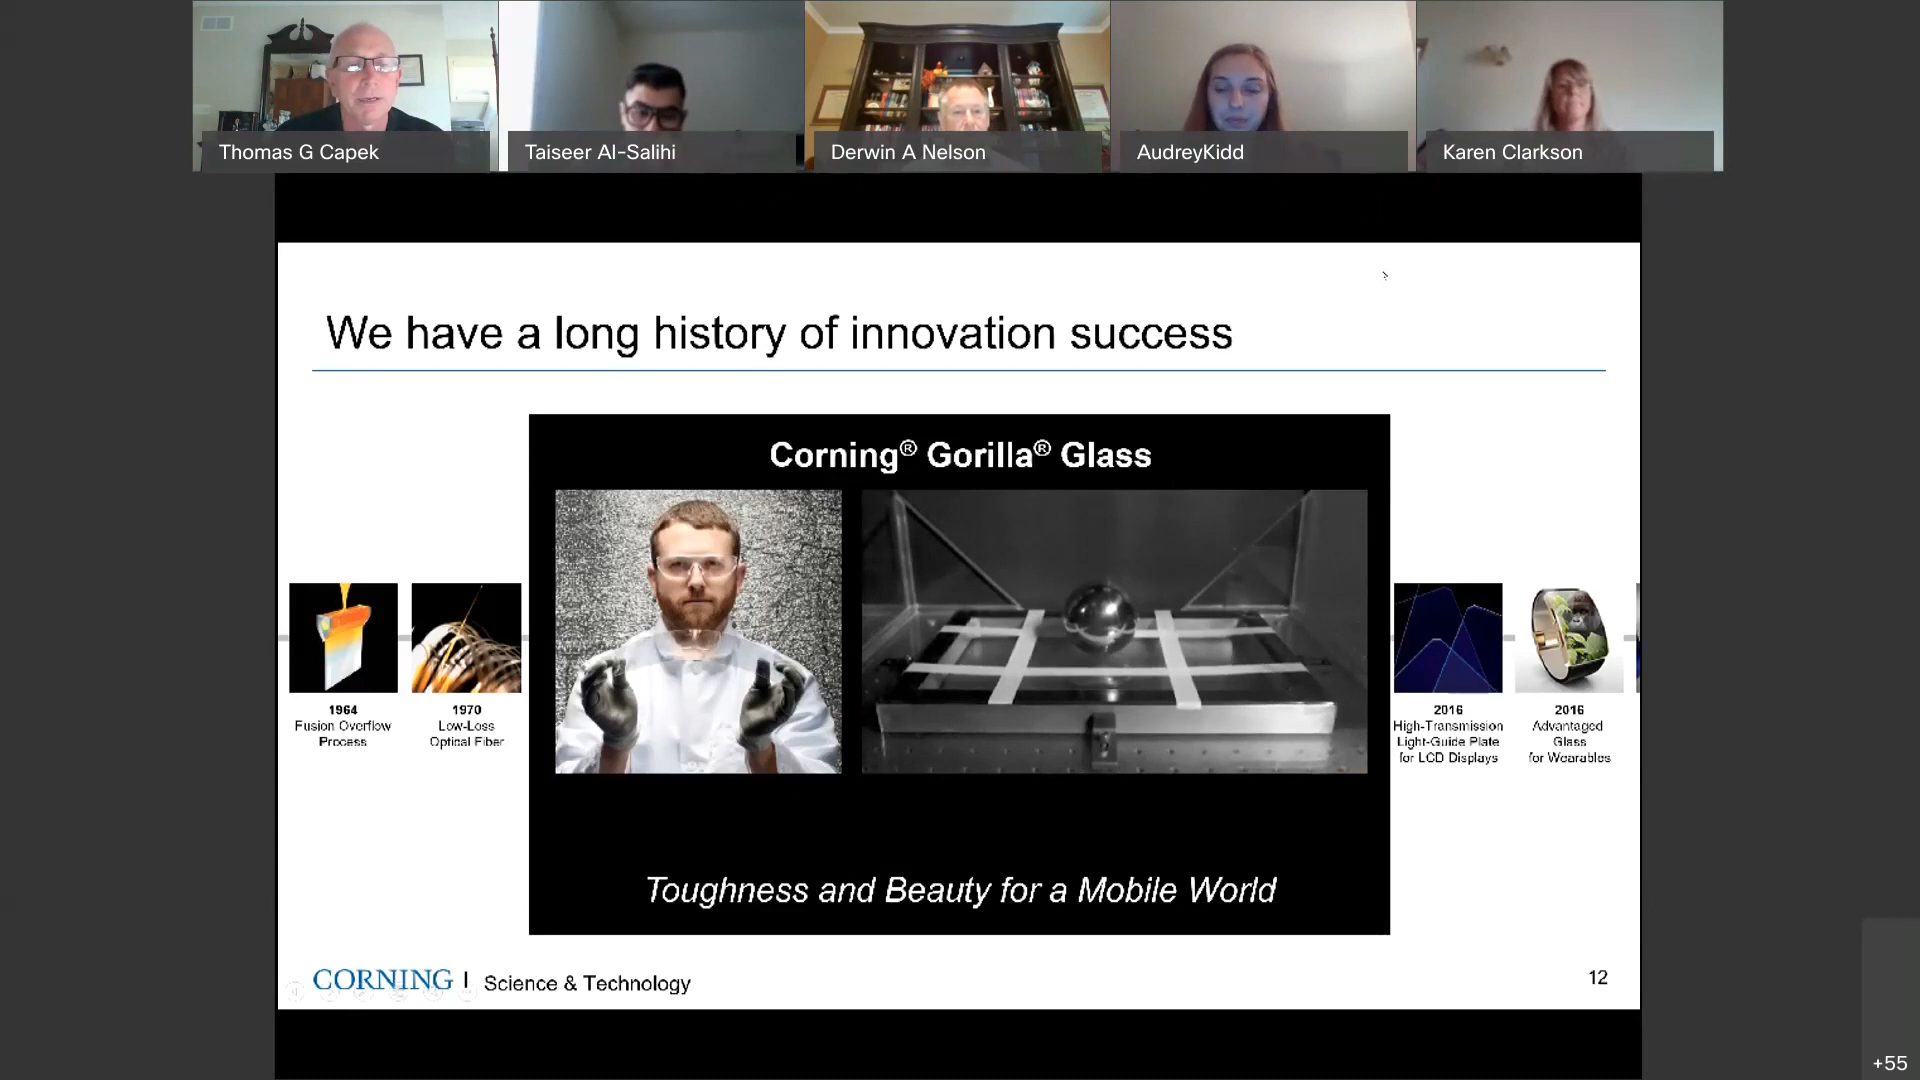 Thomas G Capek
Taiseer Al-Salihi
Derwin A Nelson
AudreyKidd
Karen Clarkson
We have a long history of innovation success
Corning® Gorilla® Glass
1964
Fusion Overflow
Process
1970
Low-Loss
Optical Fiber
2016
High-Transmission
Light-Guide Plate
for LCD Displays
2016
Advantaged
Glass
for Wearables
Toughness and Beauty for a Mobile World
CORNING | Science & Technology
12
+55